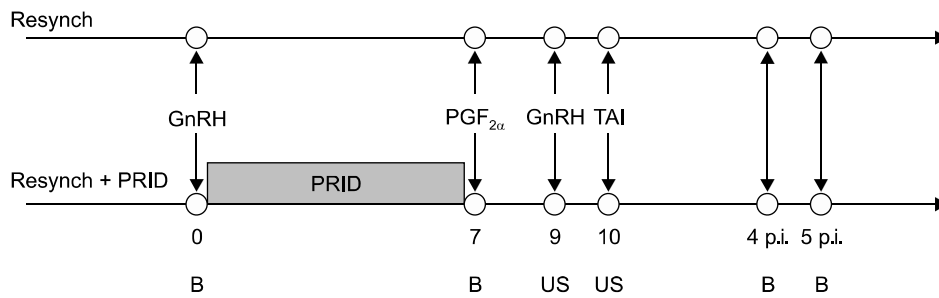 Resynch
GnRH PGF2α GnRH TAI
Resynch + PRID PRID
0 7 9 10 4 p.i. 5 p.i.
B B US US B B